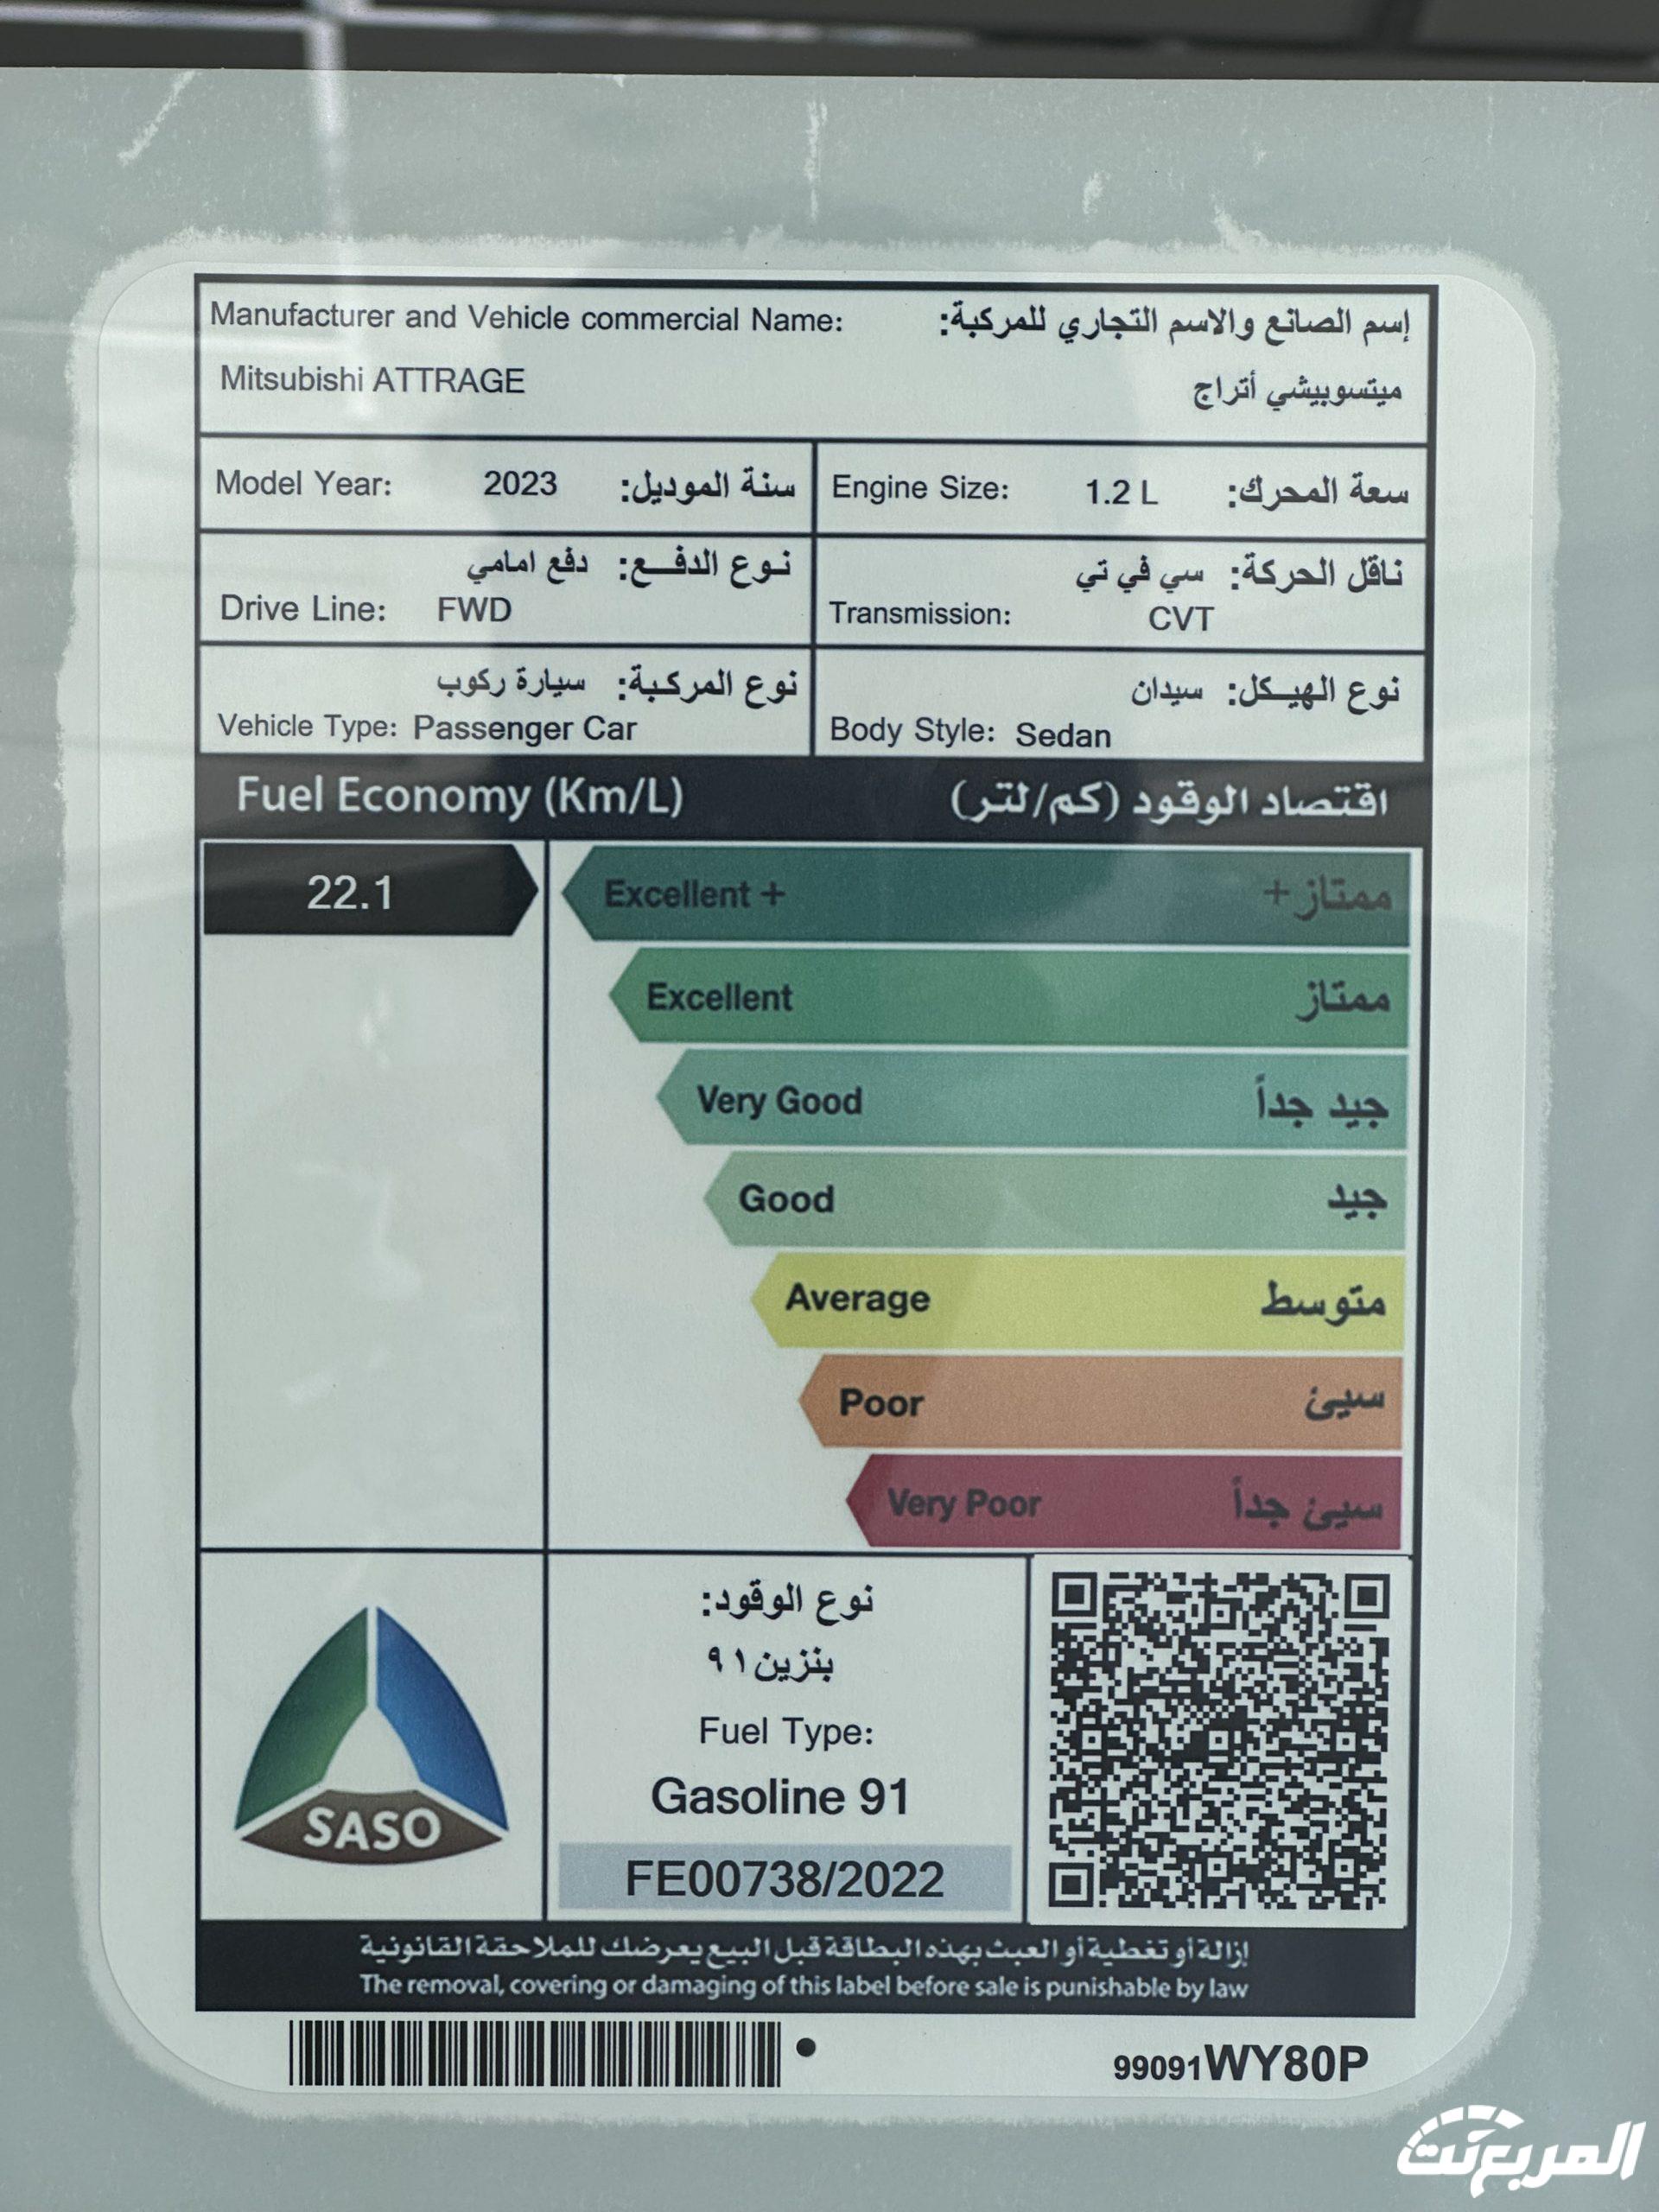 Manufacturer and Vehicle commercial Name: إسم الصانع والاسم التجاري للمركبة:
Mitsubishi ATTRAGE ميتسوبيشي أتراج
Model Year: 2023 سنة الموديل:
Engine Size: 1.2 L سعة المحرك:
نوع الدفع: دفع امامي
Drive Line: FWD
ناقل الحركة: سي في تي
Transmission: CVT
نوع المركبة: سيارة ركوب
Vehicle Type: Passenger Car
نوع الهيكل: سيدان
Body Style: Sedan
Fuel Economy (Km/L) اقتصاد الوقود (كم/لتر)
22.1
Excellent + ممتاز+
Excellent ممتاز
Very Good جيد جداً
Good جيد
Average متوسط
Poor سيئ
Very Poor سيئ جداً
SASO
نوع الوقود:
بنزين ٩١
Fuel Type:
Gasoline 91
FE00738/2022
إزالة أو تغطية أو العبث بهذه البطاقة قبل البيع يعرضك للملاحقة القانونية
The removal, covering or damaging of this label before sale is punishable by law
99091WY80P
المربع نت